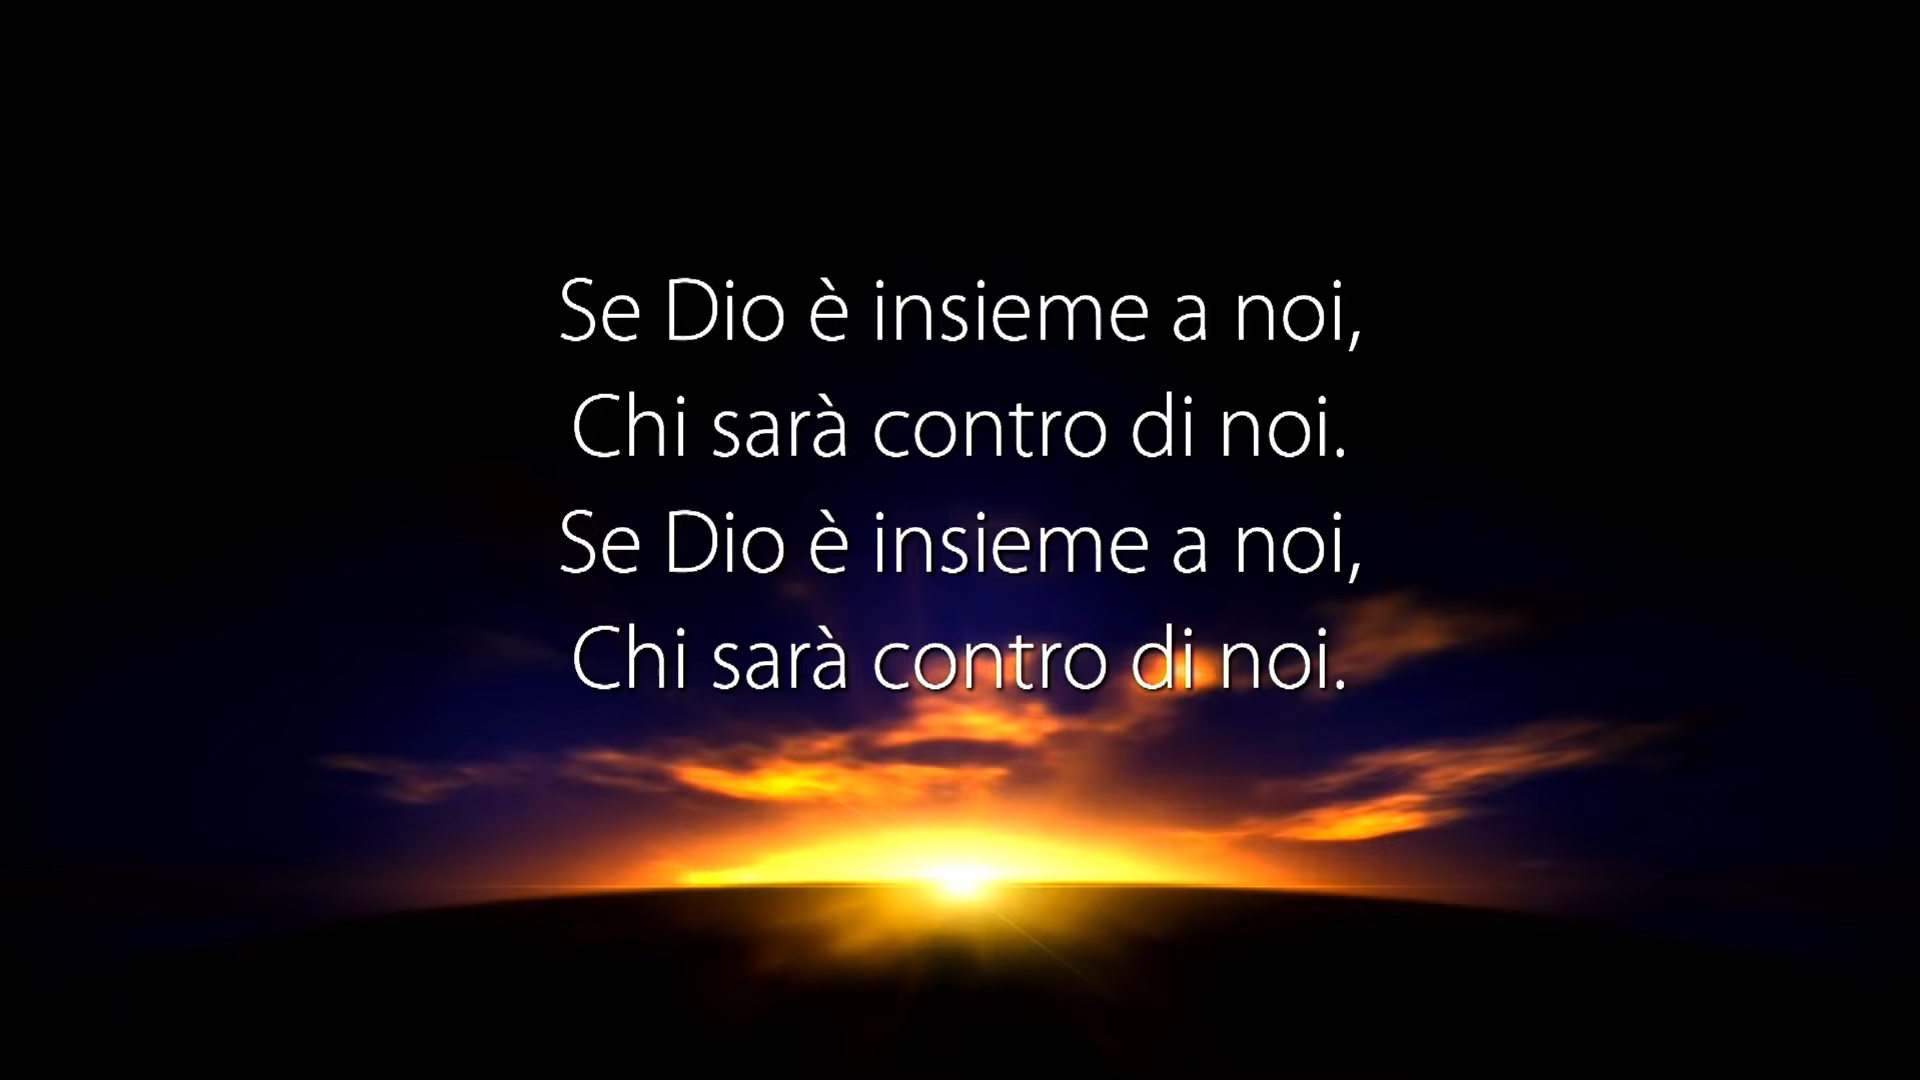 Se Dio è insieme a noi,
Chi sarà contro di noi.
Se Dio è insieme a noi,
Chi sarà contro di noi.